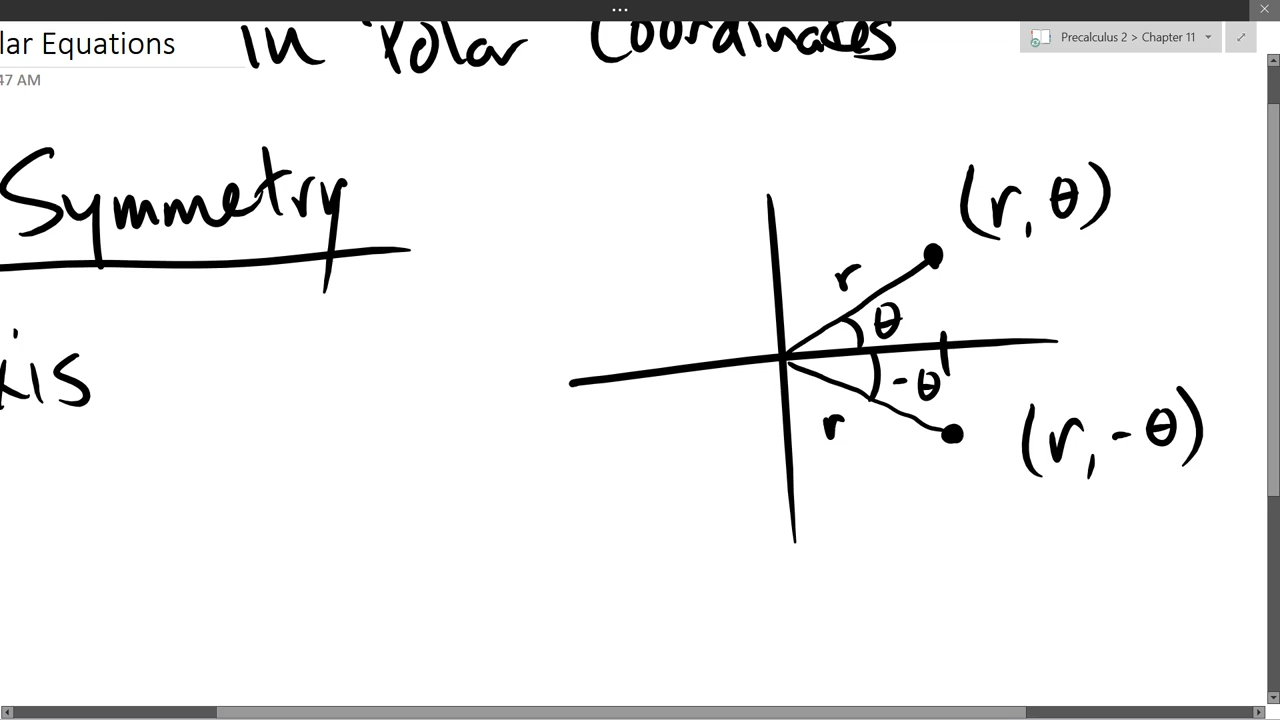 lar Equations
in Polar Coordinates
Precalculus 2 > Chapter 11
47 AM
Symmetry
(r, θ)
r
θ
xis
-θ
r
(r, -θ)